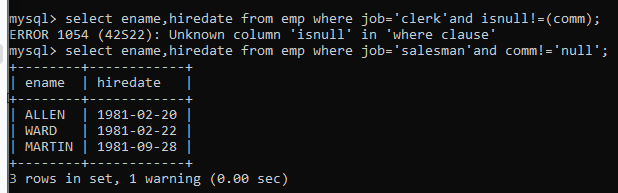 mysql> select ename,hiredate from emp where job='clerk'and isnull!=(comm);
ERROR 1054 (42S22): Unknown column 'isnull' in 'where clause'
mysql> select ename,hiredate from emp where job='salesman'and comm!='null';
+--------+------------+
| ename  | hiredate   |
+--------+------------+
| ALLEN  | 1981-02-20 |
| WARD   | 1981-02-22 |
| MARTIN | 1981-09-28 |
+--------+------------+
3 rows in set, 1 warning (0.00 sec)